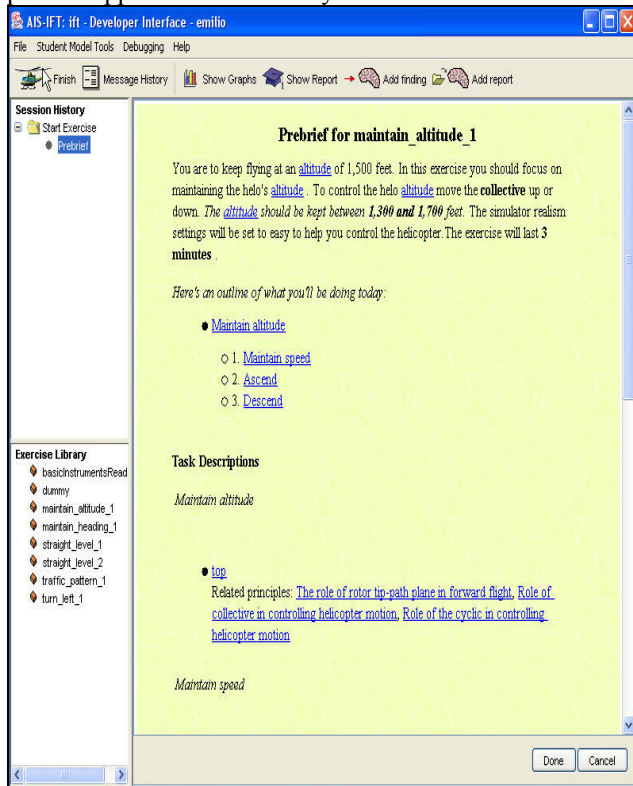 AIS-IFT: ift - Developer Interface - emilio
File Student Model Tools Debugging Help
Finish Message History Show Graphs Show Report Add finding Add report
Session History
Start Exercise
Prebrief
Exercise Library
basicInstrumentsRead
dummy
maintain_altitude_1
maintain_heading_1
straight_level_1
straight_level_2
traffic_pattern_1
turn_left_1
Prebrief for maintain_altitude_1
You are to keep flying at an altitude of 1,500 feet. In this exercise you should focus on
maintaining the helo's altitude . To control the helo altitude move the collective up or
down. The altitude should be kept between 1,300 and 1,700 feet. The simulator realism
settings will be set to easy to help you control the helicopter.The exercise will last 3
minutes .
Here's an outline of what you'll be doing today:
Maintain altitude
1. Maintain speed
2. Ascend
3. Descend
Task Descriptions
Maintain altitude
top
Related principles: The role of rotor tip-path plane in forward flight, Role of
collective in controlling helicopter motion, Role of the cyclic in controlling
helicopter motion
Maintain speed
Done Cancel